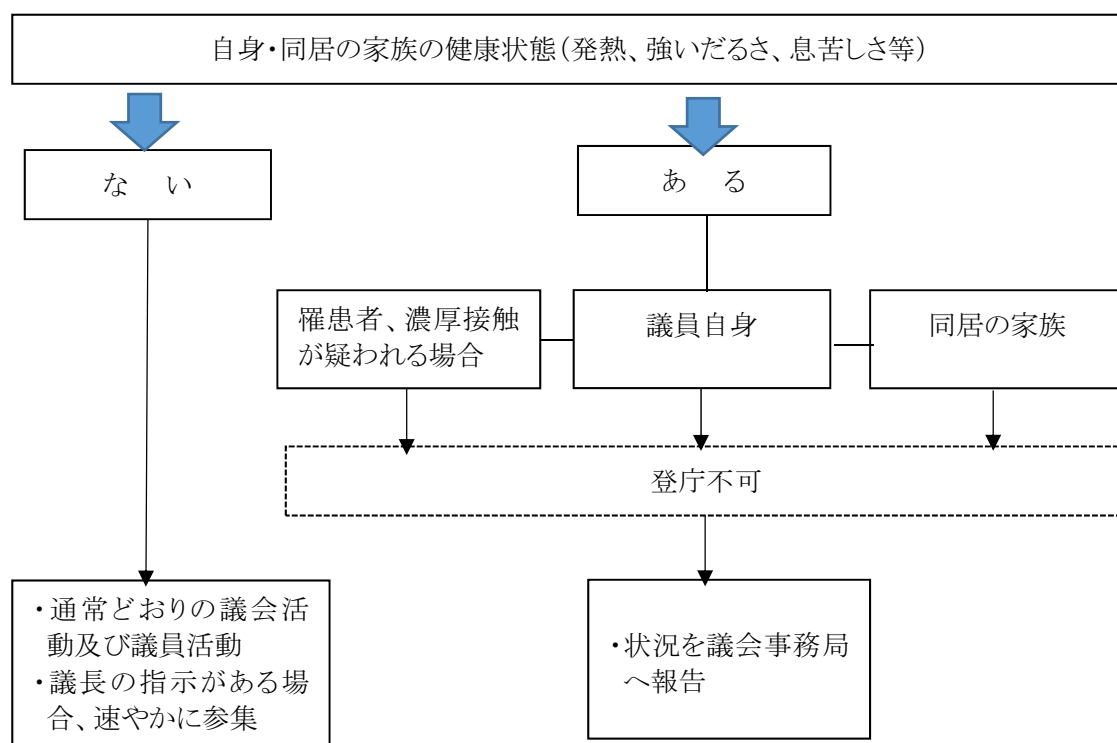 自身・同居の家族の健康状態（発熱、強いだるさ、息苦しさ等）
な　い
あ　る
罹患者、濃厚接触
が疑われる場合
議員自身
同居の家族
登庁不可
・通常どおりの議会活
動及び議員活動
・議長の指示がある場
合、速やかに参集
・状況を議会事務局
へ報告